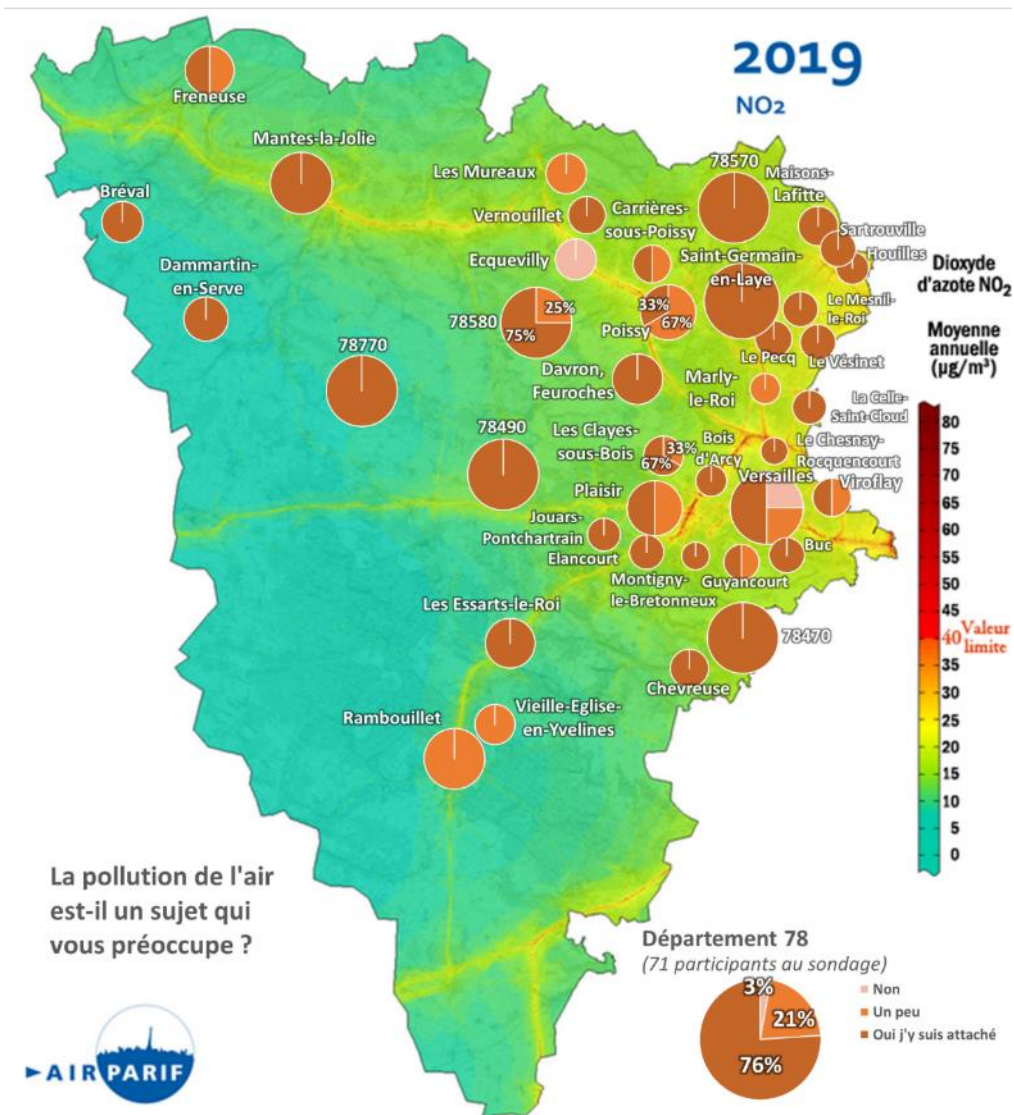 2019
NO2
Freneuse
Mantes-la-Jolie
Bréval
Dammartin-
en-Serve
Les Mureaux
Vernouillet
Ecquevilly
Carrières-
sous-Poissy
78570
Maisons-
Lafitte
Sartrouville
Houilles
Saint-Germain-
en-Laye
Le Mesnil-
le-Roi
Le Pecq
Le Vésinet
78580
25%
75%
Poissy
33%
67%
78770
Davron,
Feuroches
Marly-
le-Roi
La Celle-
Saint-Cloud
78490
Les Clayes-
sous-Bois
33%
67%
Bois
d'Arcy
Le Chesnay-
Rocquencourt
Versailles
Viroflay
Plaisir
Jouars-
Pontchartrain
Elancourt
Montigny-
le-Bretonneux
Guyancourt
Buc
Les Essarts-le-Roi
78470
Chevreuse
Rambouillet
Vieille-Eglise-
en-Yvelines
Dioxyde
d'azote NO2
Moyenne
annuelle
(µg/m³)
80
75
70
65
60
55
50
45
40 Valeur
limite
35
30
25
20
15
10
5
0
La pollution de l'air
est-il un sujet qui
vous préoccupe ?
Département 78
(71 participants au sondage)
3%
21%
76%
Non
Un peu
Oui j'y suis attaché
AIRPARIF